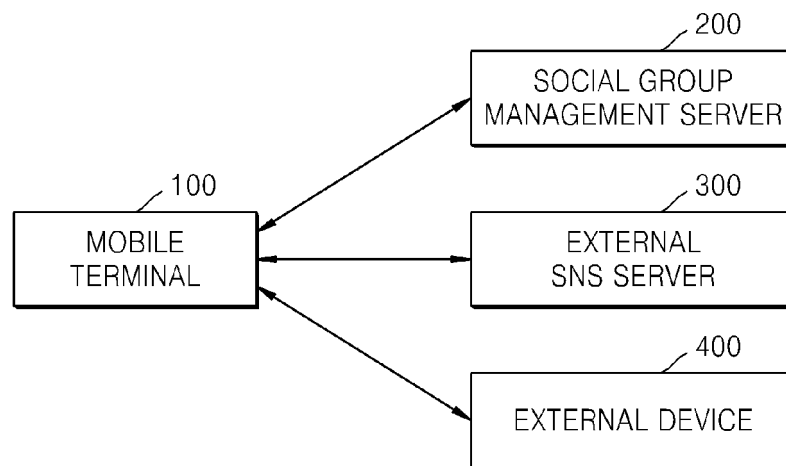 200
SOCIAL GROUP
MANAGEMENT SERVER
100
MOBILE
TERMINAL
300
EXTERNAL
SNS SERVER
400
EXTERNAL DEVICE